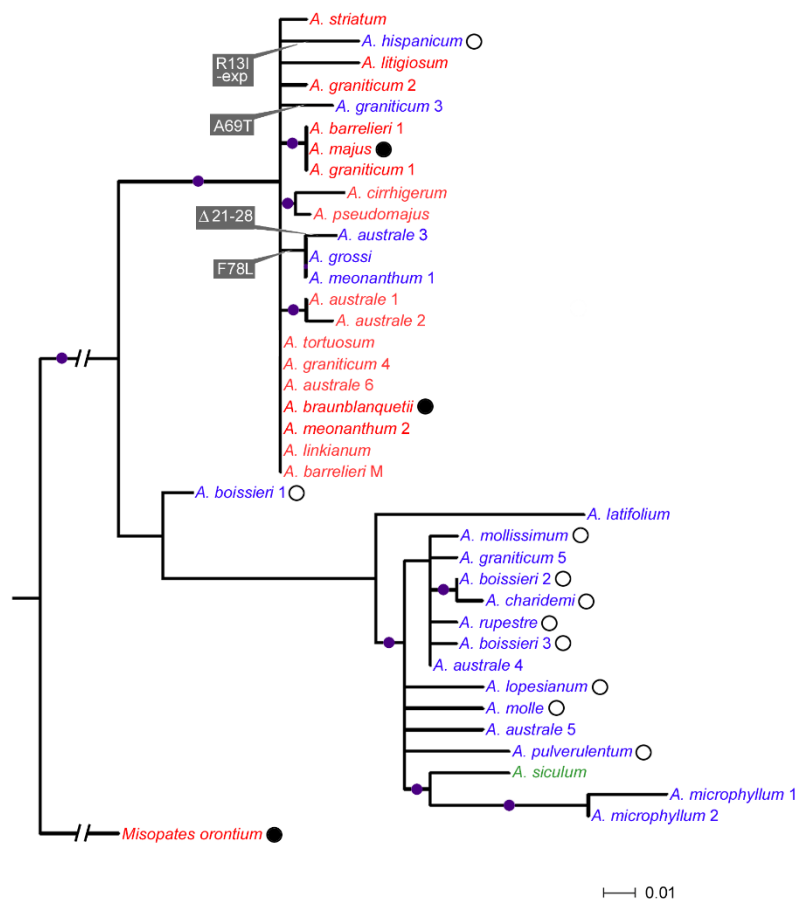 A. striatum
A. hispanicum
R13I
-exp
A. litigiosum
A. graniticum 2
A. graniticum 3
A69T
A. barrelieri 1
A. majus
A. graniticum 1
A. cirrhigerum
A. pseudomajus
Δ 21-28
A. australe 3
A. grossi
F78L
A. meonanthum 1
A. australe 1
A. australe 2
A. tortuosum
A. graniticum 4
A. australe 6
A. braunblanquetii
A. meonanthum 2
A. linkianum
A. barrelieri M
A. boissieri 1
A. latifolium
A. mollissimum
A. graniticum 5
A. boissieri 2
A. charidemi
A. rupestre
A. boissieri 3
A. australe 4
A. lopesianum
A. molle
A. australe 5
A. pulverulentum
A. siculum
A. microphyllum 1
A. microphyllum 2
Misopates orontium
0.01